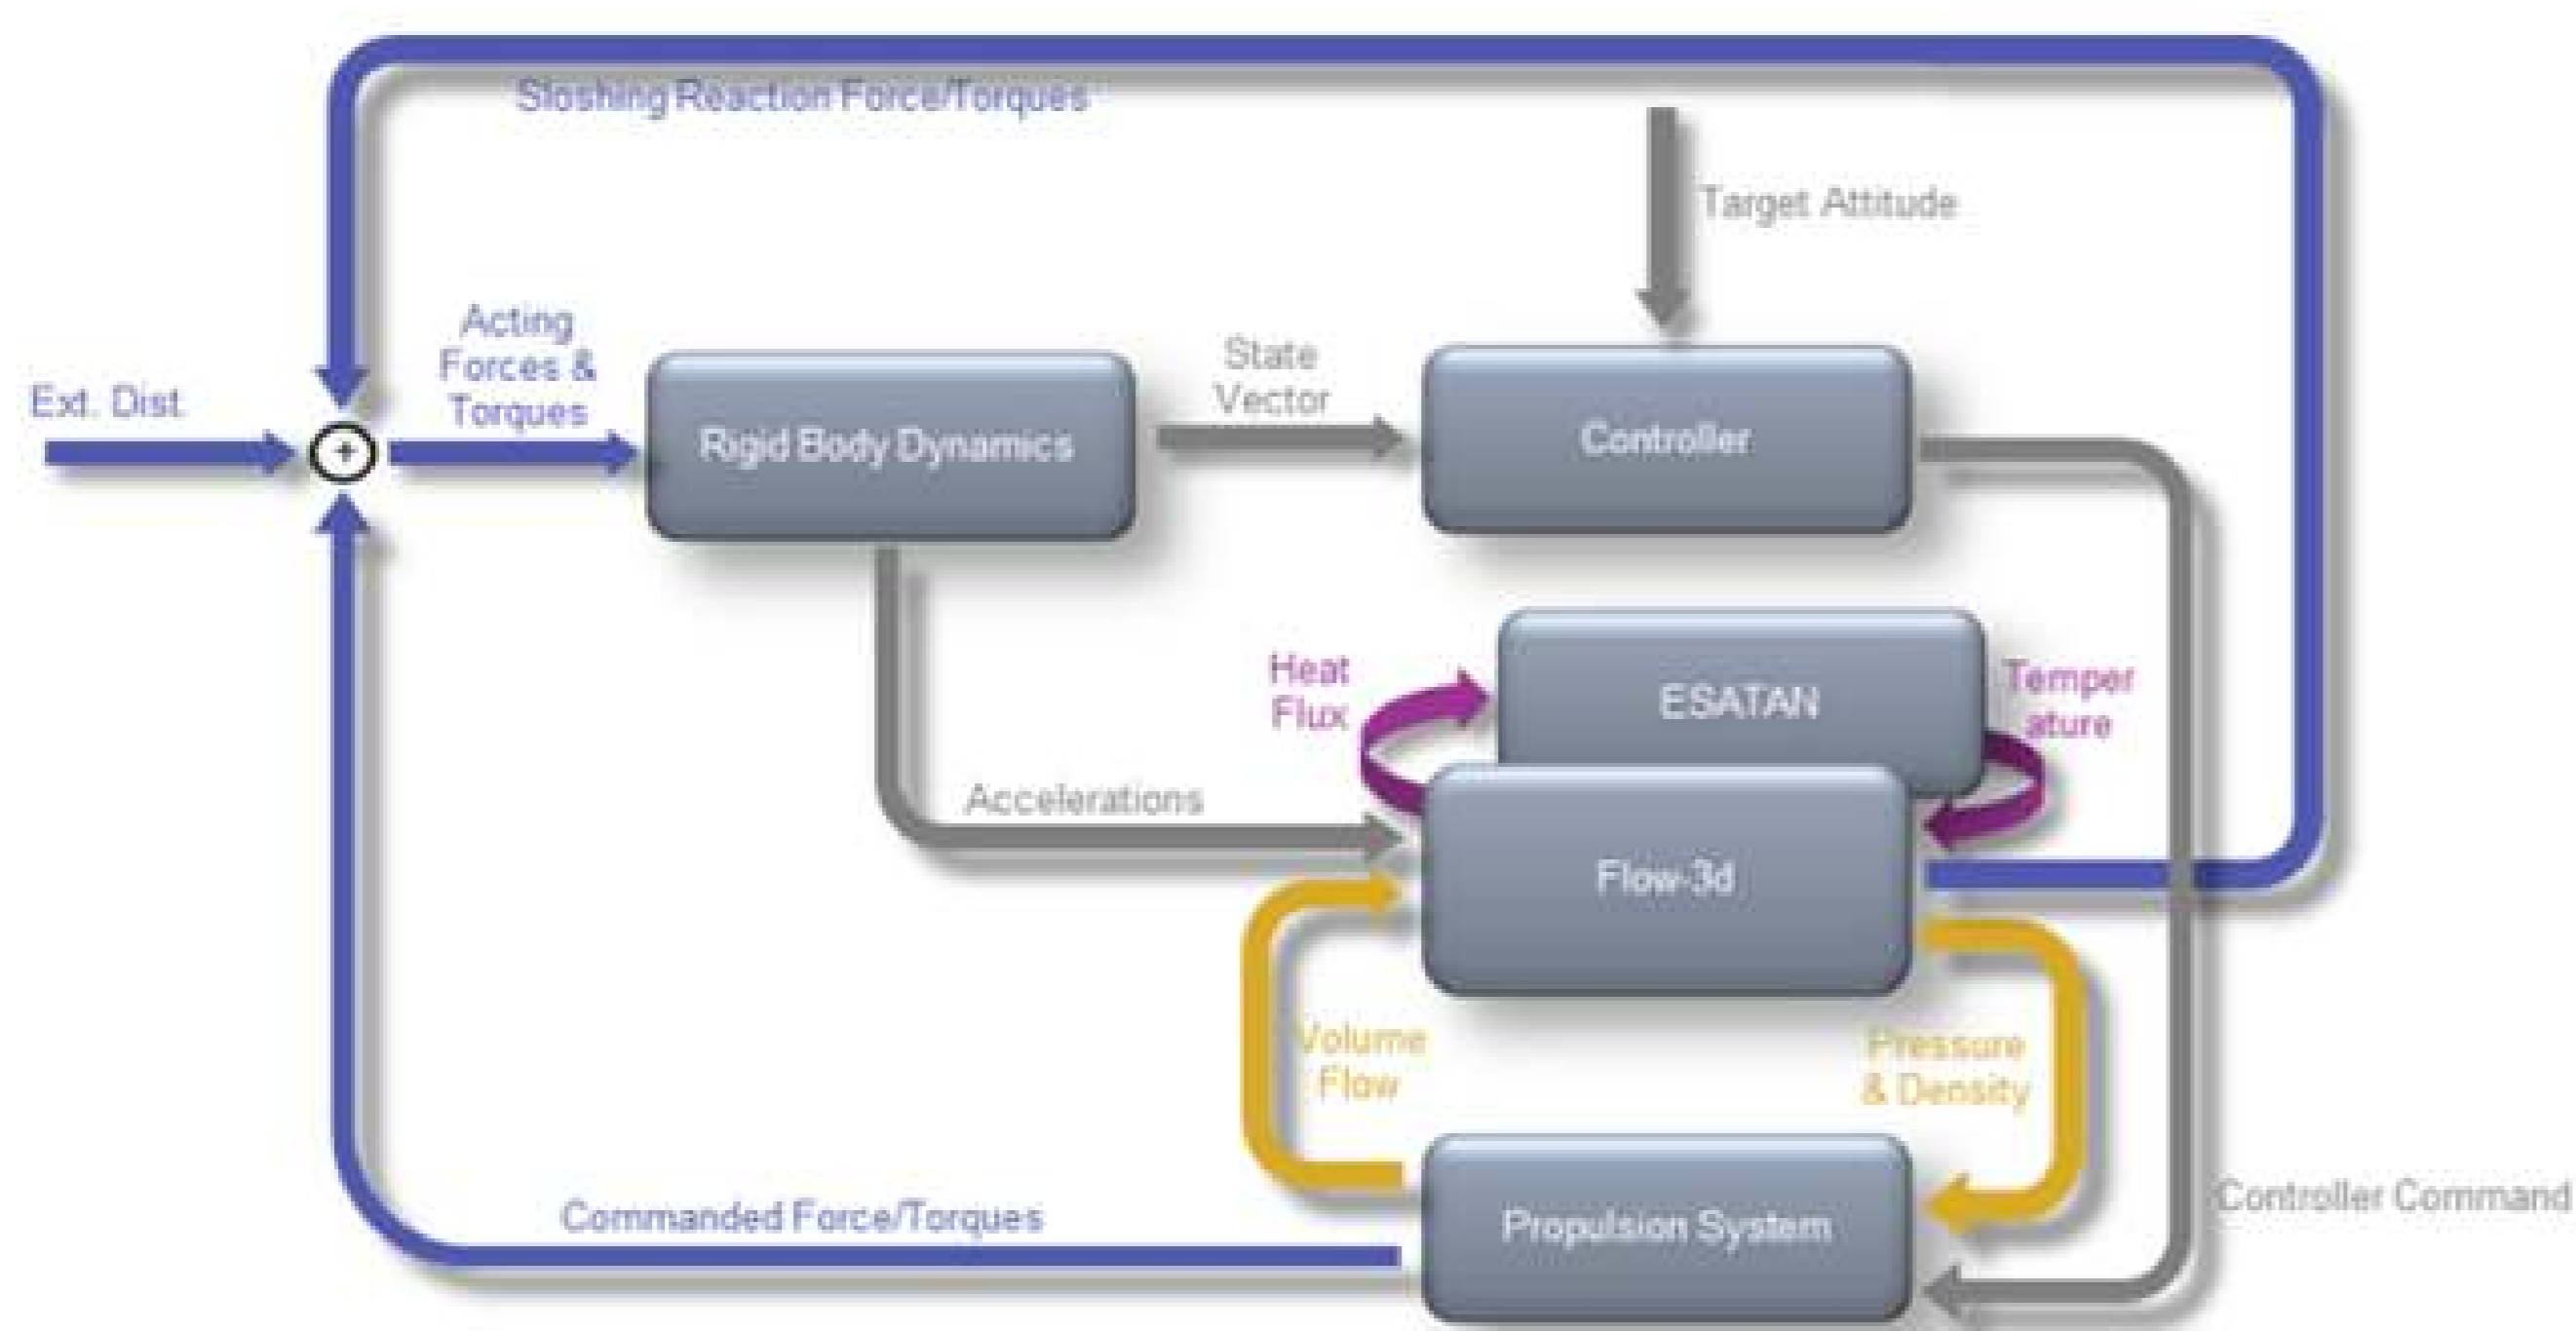 Sloshing Reaction Force/Torques
Target Attitude
Acting
Forces &
Torques
Ext. Dist.
+
Rigid Body Dynamics
State
Vector
Controller
Heat
Flux
ESATAN
Temper
ature
Accelerations
Flow-3d
Volume
Flow
Pressure
& Density
Controller Command
Commanded Force/Torques
Propulsion System